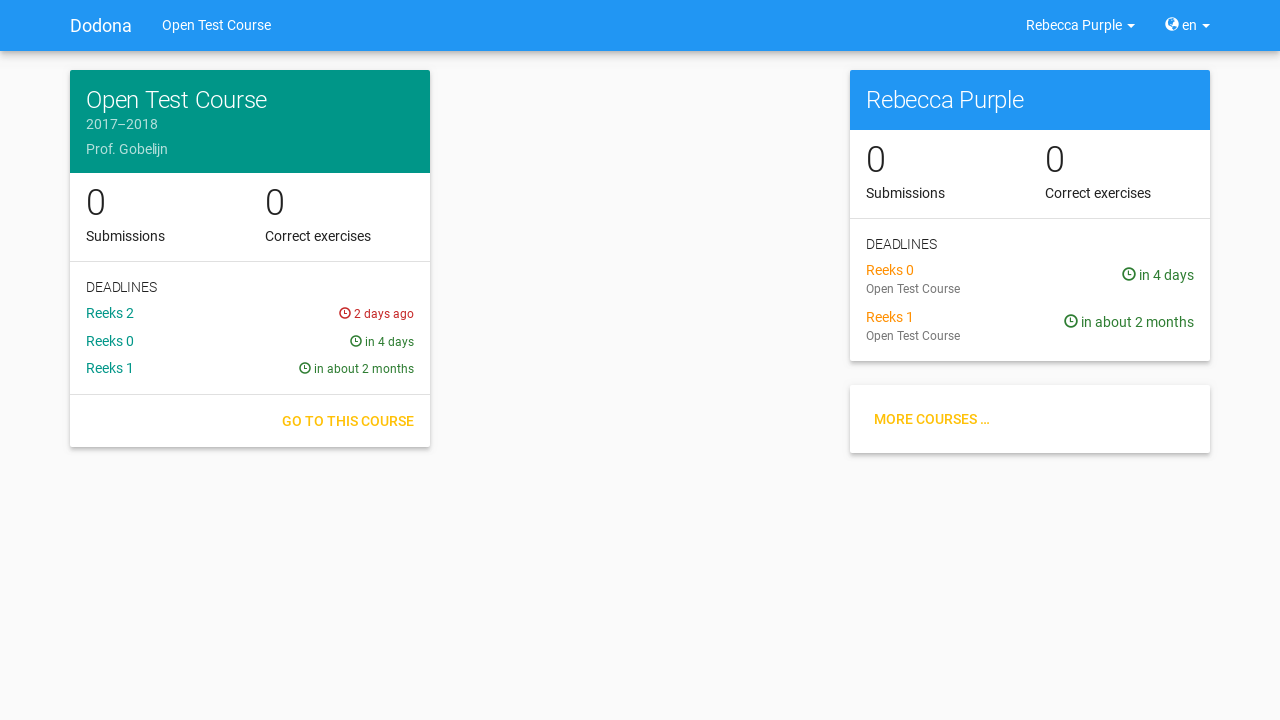 Dodona
Open Test Course
Rebecca Purple
en
Open Test Course
2017–2018
Prof. Gobelijn
0
Submissions
0
Correct exercises
DEADLINES
Reeks 2
2 days ago
Reeks 0
in 4 days
Reeks 1
in about 2 months
GO TO THIS COURSE
Rebecca Purple
0
Submissions
0
Correct exercises
DEADLINES
Reeks 0
Open Test Course
in 4 days
Reeks 1
Open Test Course
in about 2 months
MORE COURSES ...